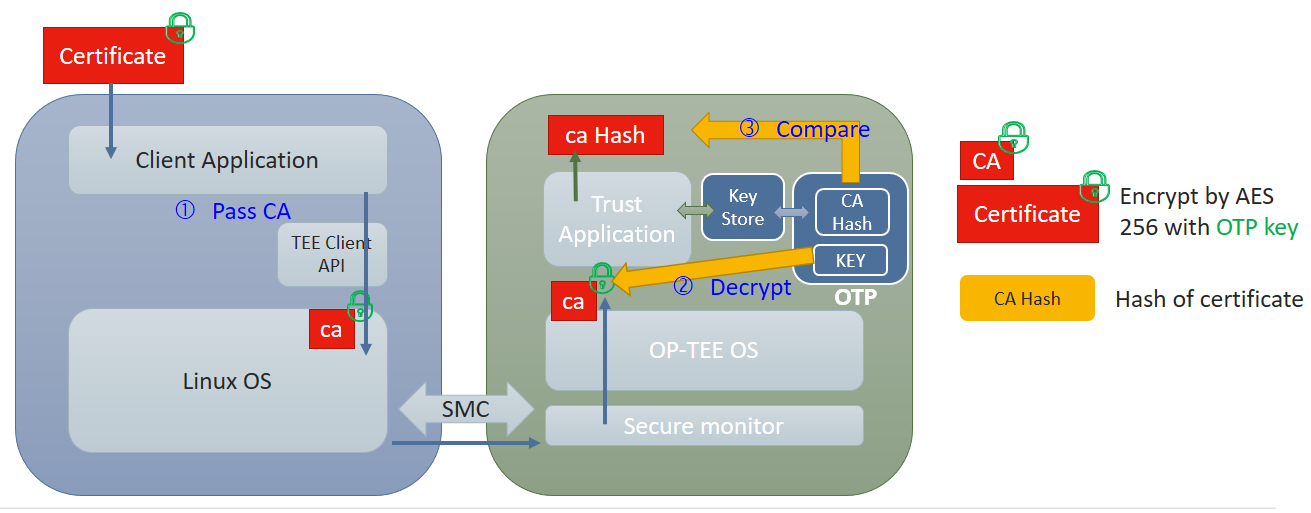 Certificate
Client Application
① Pass CA
TEE Client
API
ca
Linux OS
SMC
ca Hash
③ Compare
Trust
Application
Key
Store
CA
Hash
KEY
OTP
② Decrypt
ca
OP-TEE OS
Secure monitor
CA
Certificate
Encrypt by AES
256 with OTP key
CA Hash
Hash of certificate